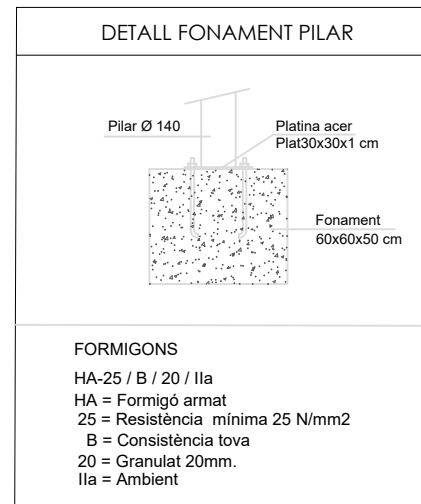 DETALL FONAMENT PILAR
Pilar Ø 140
Platina acer
Plat30x30x1 cm
Fonament
60x60x50 cm
FORMIGONS
HA-25 / B / 20 / IIa
HA = Formigó armat
25 = Resistència mínima 25 N/mm2
B = Consistència tova
20 = Granulat 20mm.
IIa = Ambient